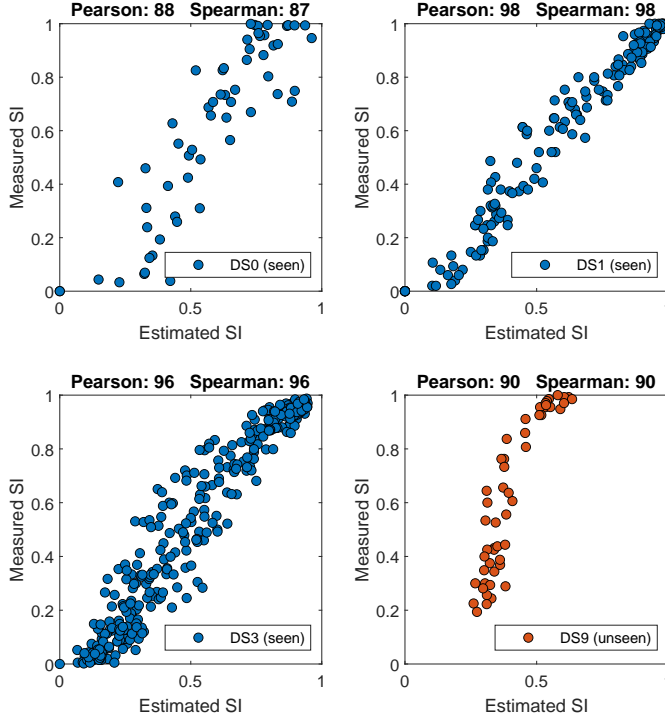 Pearson: 88 Spearman: 87
Measured SI
1
0.8
0.6
0.4
0.2
0
0 0.5 1
DS0 (seen)
Estimated SI
Pearson: 98 Spearman: 98
Measured SI
1
0.8
0.6
0.4
0.2
0
0 0.5
DS1 (seen)
Estimated SI
Pearson: 96 Spearman: 96
Measured SI
1
0.8
0.6
0.4
0.2
0
0 0.5 1
DS3 (seen)
Estimated SI
Pearson: 90 Spearman: 90
Measured SI
1
0.8
0.6
0.4
0.2
0
0 0.5
DS9 (unseen)
Estimated SI